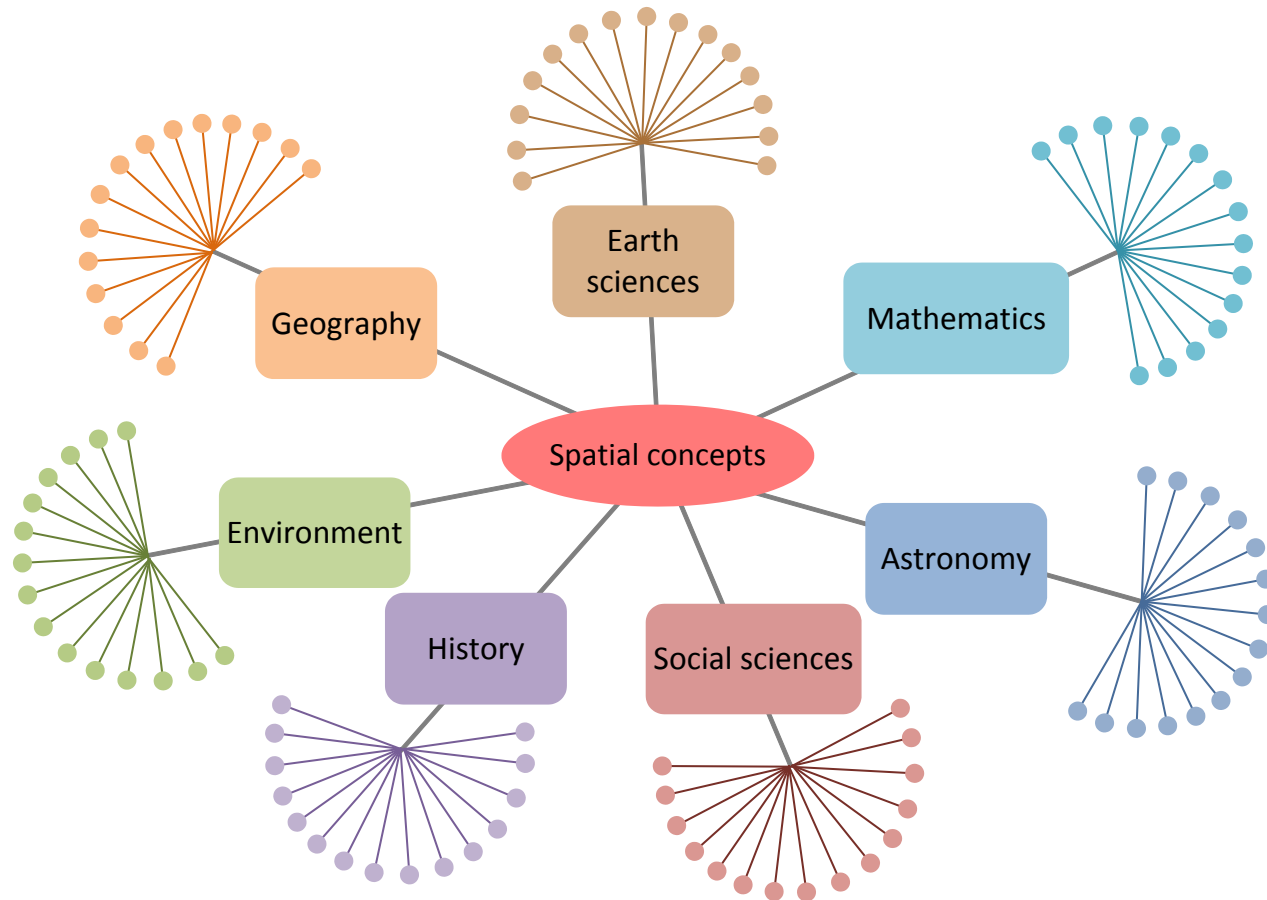 Earth
sciences
Geography
Mathematics
Spatial concepts
Environment
Astronomy
History
Social sciences